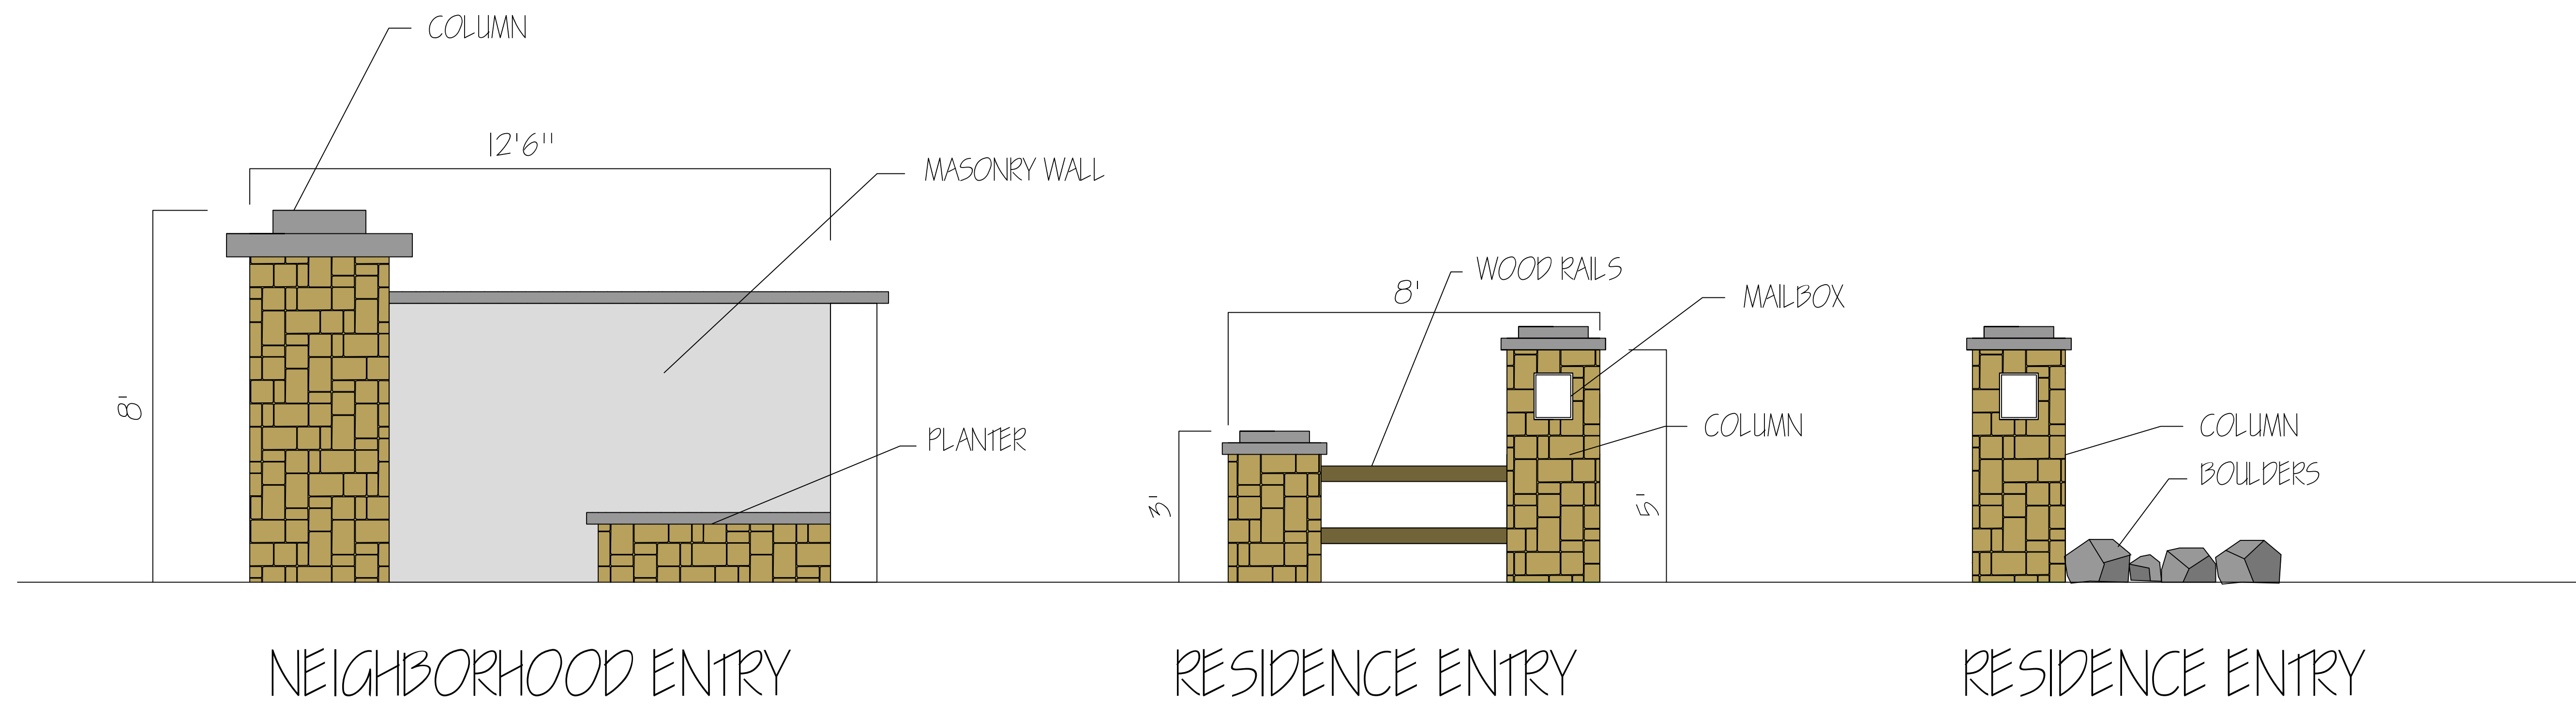 COLUMN
12'6"
MASONRY WALL
8'
PLANTER
NEIGHBORHOOD ENTRY
WOOD RAILS
8'
MAILBOX
COLUMN
3'
5'
RESIDENCE ENTRY
COLUMN
BOULDERS
RESIDENCE ENTRY